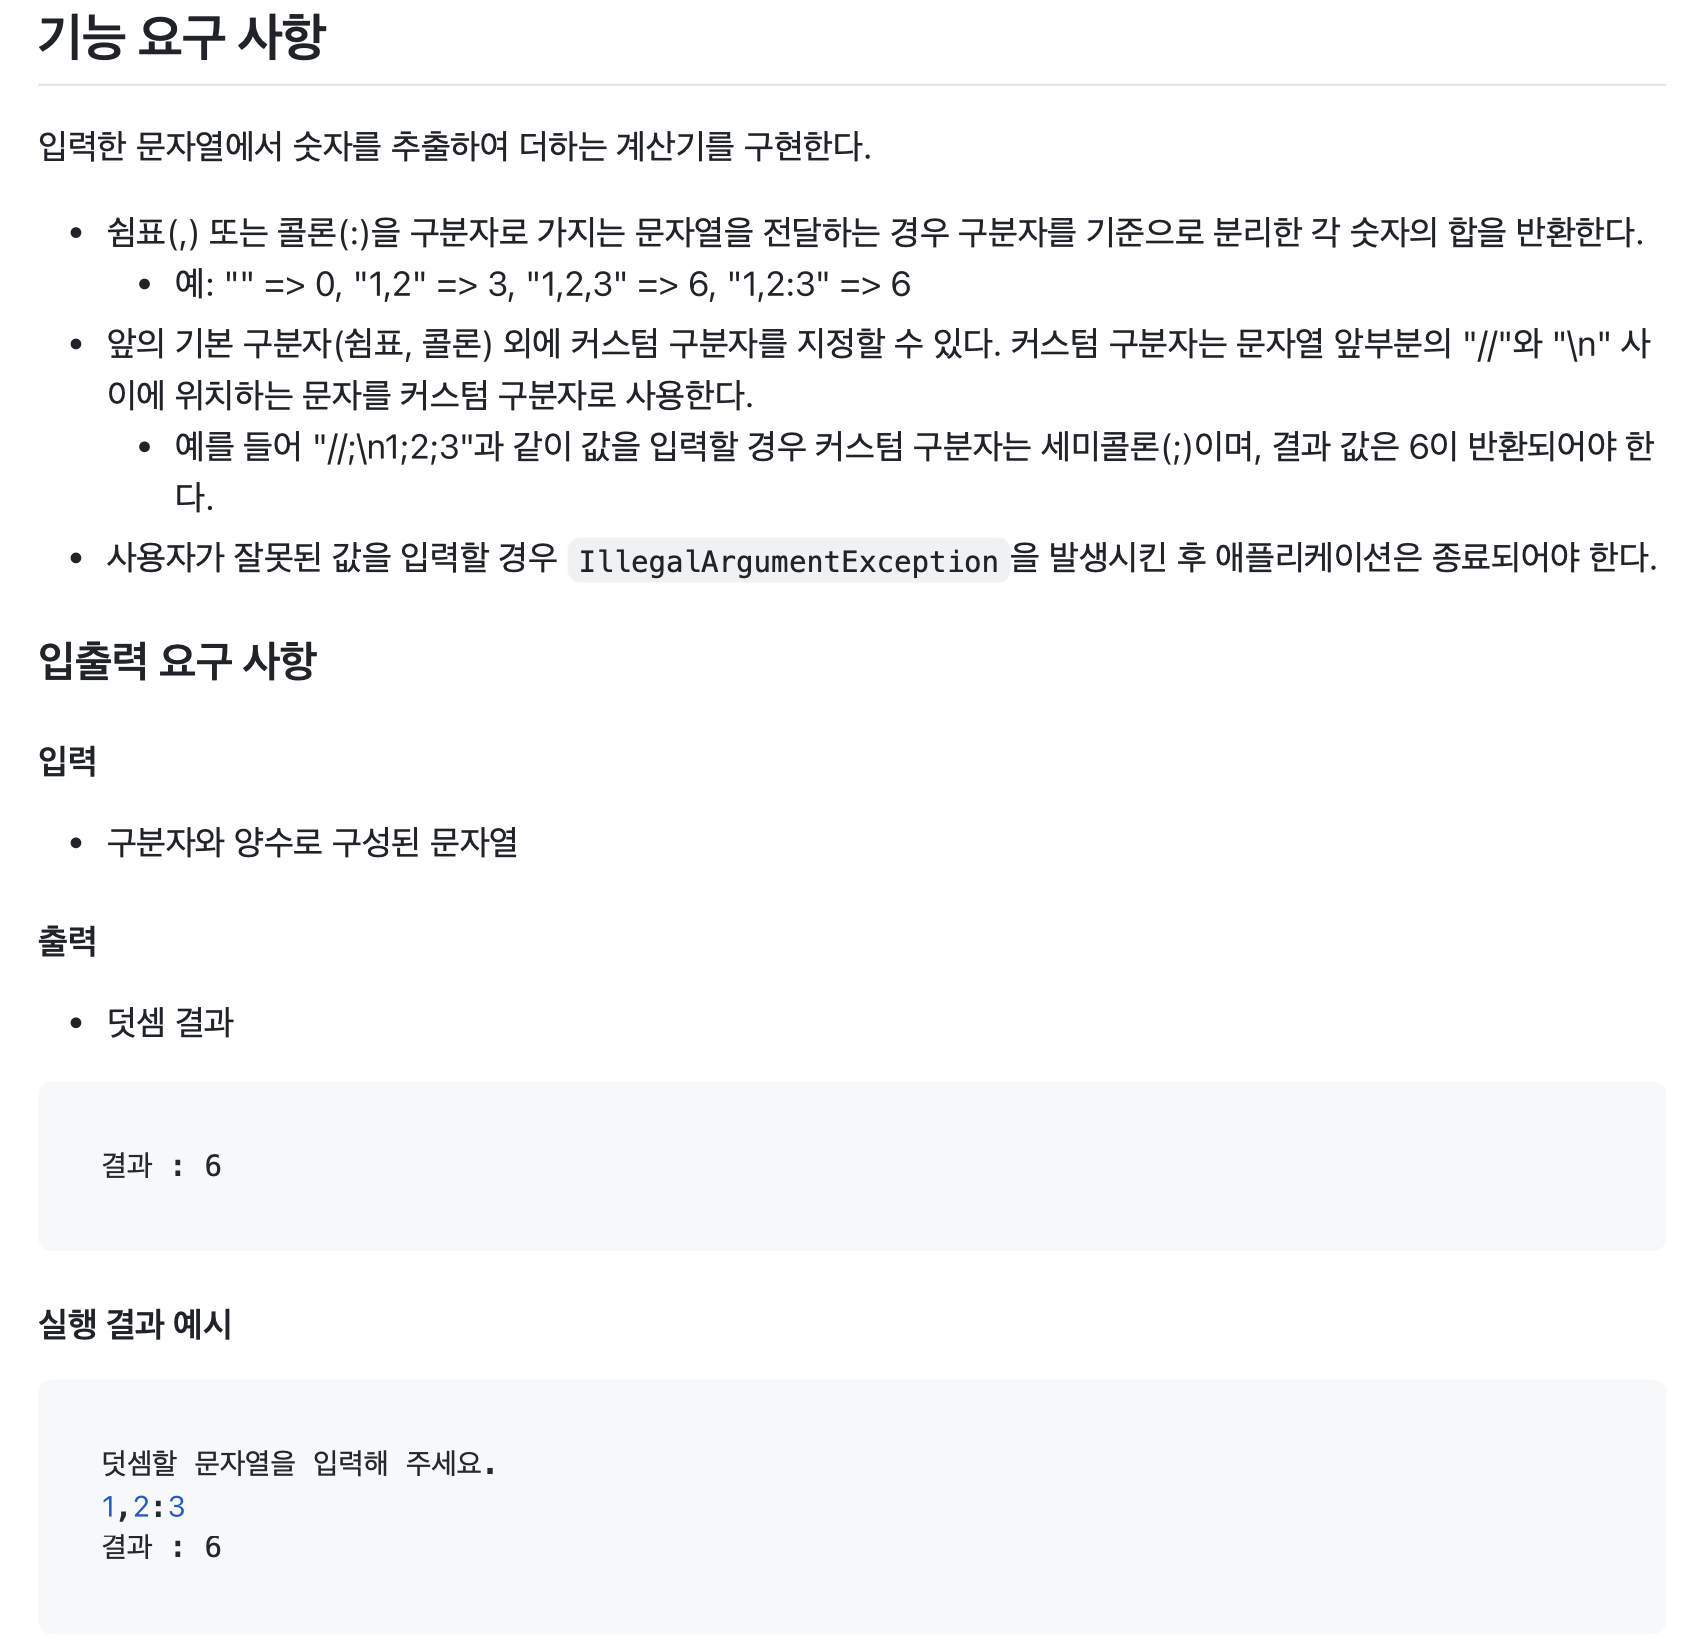 기능 요구 사항
입력한 문자열에서 숫자를 추출하여 더하는 계산기를 구현한다.
• 쉼표(,) 또는 콜론(:)을 구분자로 가지는 문자열을 전달하는 경우 구분자를 기준으로 분리한 각 숫자의 합을 반환한다.
• 예: "" => 0, "1,2" => 3, "1,2,3" => 6, "1,2:3" => 6
• 앞의 기본 구분자(쉼표, 콜론) 외에 커스텀 구분자를 지정할 수 있다. 커스텀 구분자는 문자열 앞부분의 "//"와 "\n" 사
이에 위치하는 문자를 커스텀 구분자로 사용한다.
• 예를 들어 "//;\n1;2;3"과 같이 값을 입력할 경우 커스텀 구분자는 세미콜론(;)이며, 결과 값은 6이 반환되어야 한
다.
• 사용자가 잘못된 값을 입력할 경우 IllegalArgumentException을 발생시킨 후 애플리케이션은 종료되어야 한다.
입출력 요구 사항
입력
• 구분자와 양수로 구성된 문자열
출력
• 덧셈 결과
결과 : 6
실행 결과 예시
덧셈할 문자열을 입력해 주세요.
1,2:3
결과 : 6